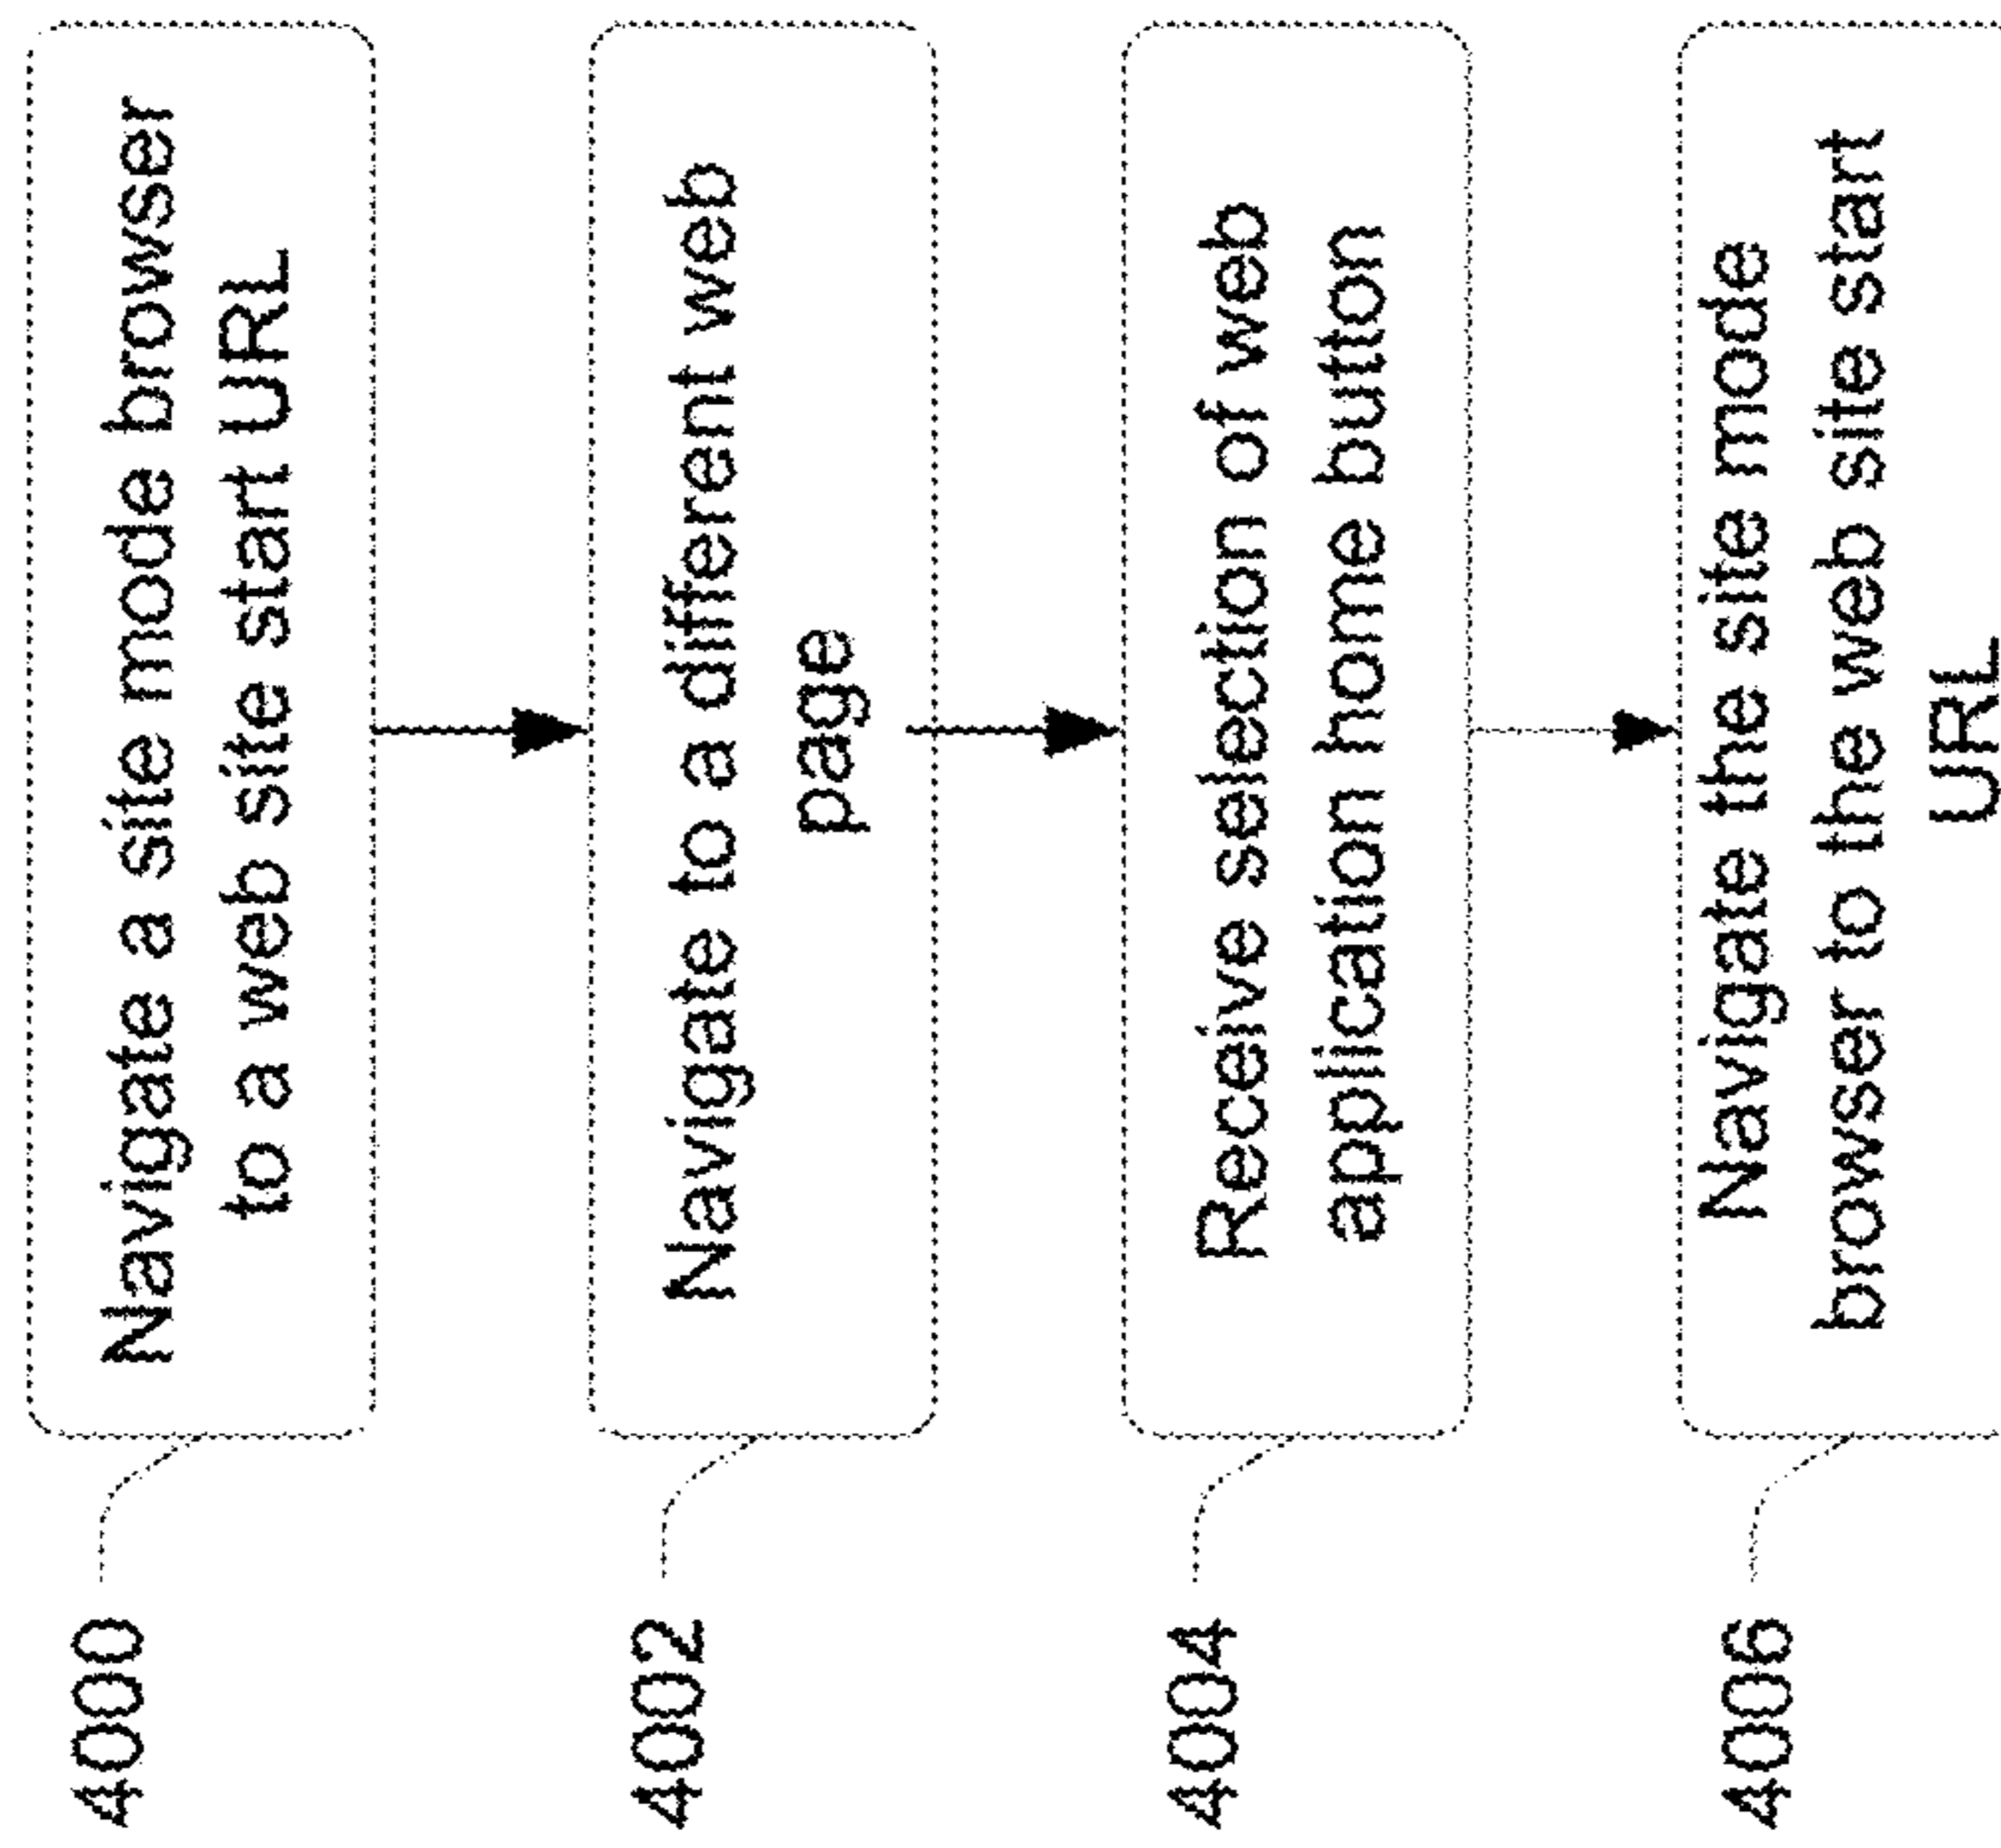 4000
Navigate a site mode browser
to a web site start URL
4002
Navigate to a different web
page
4004
Receive selection of web
application home button
4006
Navigate the site mode
browser to the web site start
URL